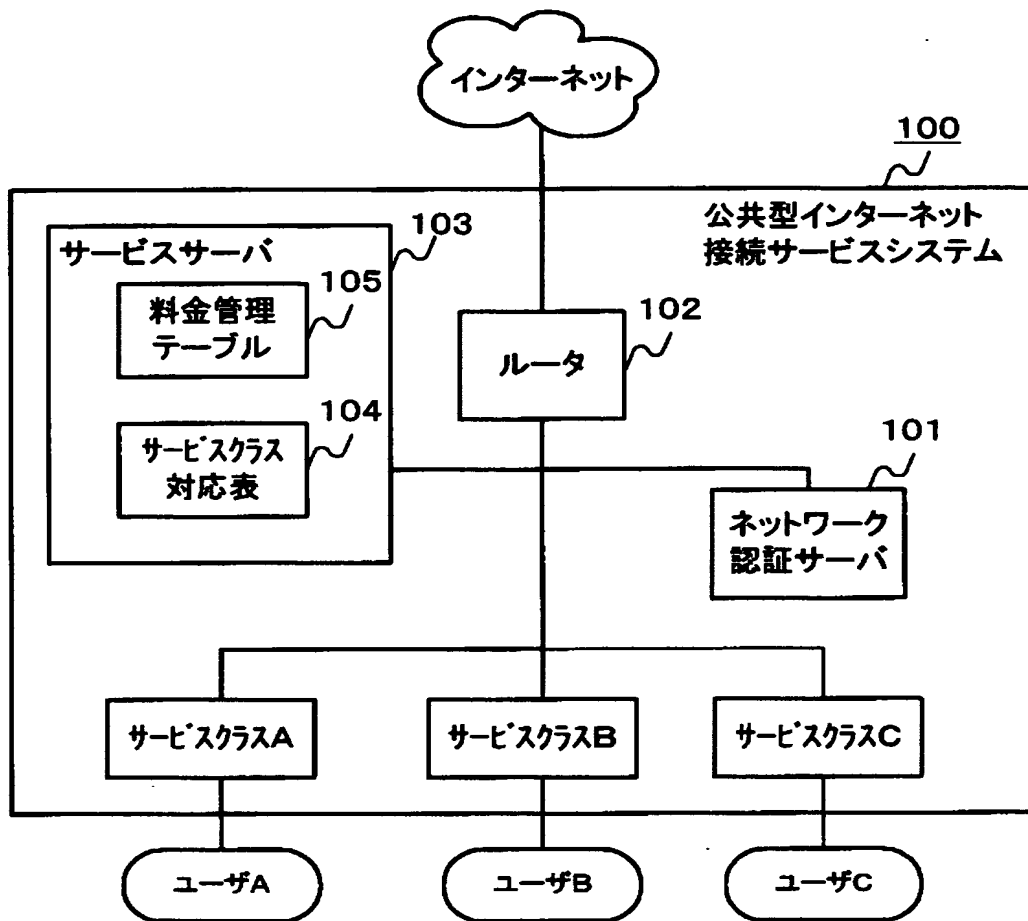 インターネット
100
公共型インターネット
接続サービスシステム
サービスサーバ
103
料金管理
テーブル
105
102
ルータ
サービスクラス
対応表
104
101
ネットワーク
認証サーバ
サービスクラスA
サービスクラスB
サービスクラスC
ユーザA
ユーザB
ユーザC